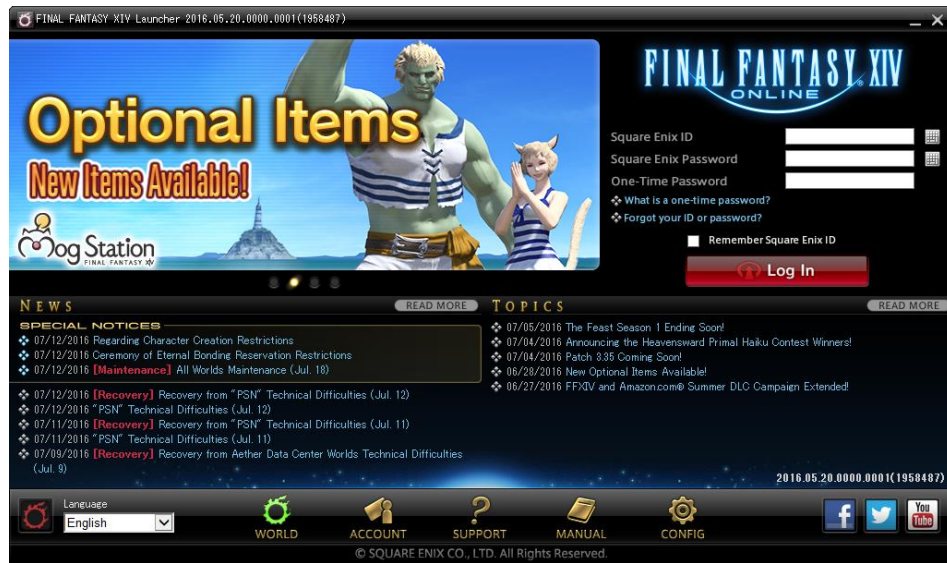 FINAL FANTASY XIV Launcher 2016.05.20.0000.0001(1958487)
Optional Items
New Items Available!
Mog Station
FINAL FANTASY XIV
FINAL FANTASY XIV
ONLINE
Square Enix ID
Square Enix Password
One-Time Password
What is a one-time password?
Forgot your ID or password?
Remember Square Enix ID
Log In
NEWS
READ MORE
SPECIAL NOTICES
07/12/2016 Regarding Character Creation Restrictions
07/12/2016 Ceremony of Eternal Bonding Reservation Restrictions
07/12/2016 [Maintenance] All Worlds Maintenance (Jul. 18)
07/12/2016 [Recovery] Recovery from "PSN" Technical Difficulties (Jul. 12)
07/12/2016 "PSN" Technical Difficulties (Jul. 12)
07/11/2016 [Recovery] Recovery from "PSN" Technical Difficulties (Jul. 11)
07/11/2016 "PSN" Technical Difficulties (Jul. 11)
07/09/2016 [Recovery] Recovery from Aether Data Center Worlds Technical Difficulties
(Jul. 9)
TOPICS
READ MORE
07/05/2016 The Feast Season 1 Ending Soon!
07/04/2016 Announcing the Heavensward Primal Haiku Contest Winners!
07/04/2016 Patch 3.35 Coming Soon!
06/28/2016 New Optional Items Available!
06/27/2016 FFXIV and Amazon.com® Summer DLC Campaign Extended!
2016.05.20.0000.0001(1958487)
Language
English
WORLD
ACCOUNT
SUPPORT
MANUAL
CONFIG
f
You
Tube
© SQUARE ENIX CO., LTD. All Rights Reserved.